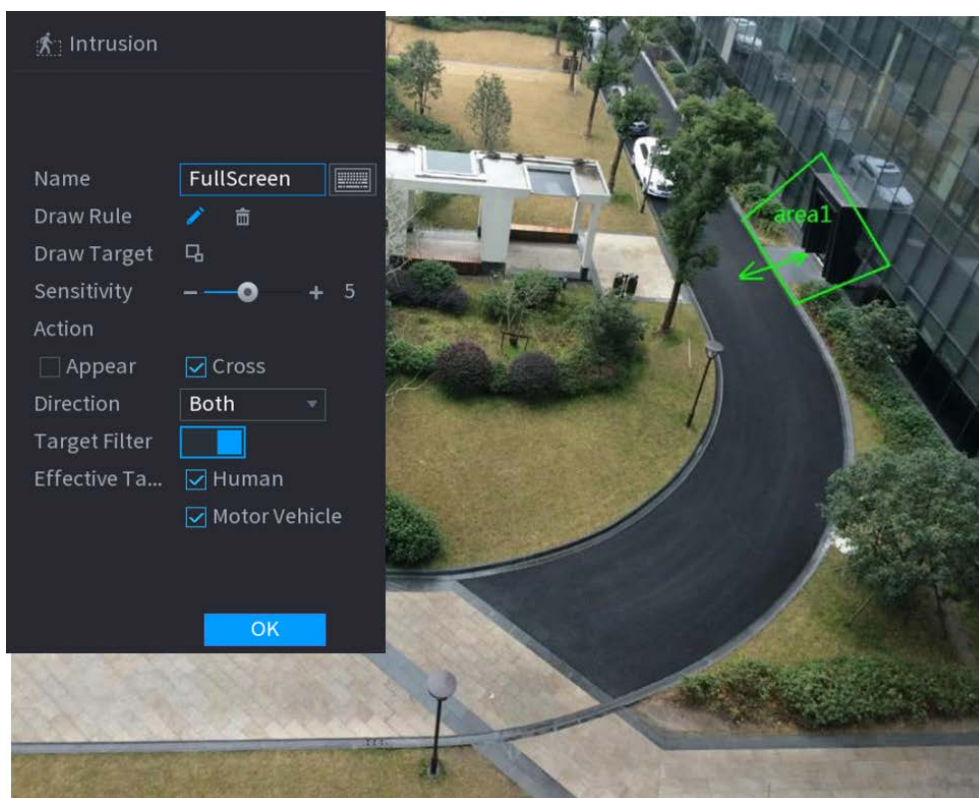 Intrusion
Name FullScreen
Draw Rule
Draw Target
Sensitivity - + 5
Action
Appear Cross
Direction Both
Target Filter
Effective Ta... Human
Motor Vehicle
OK
area1